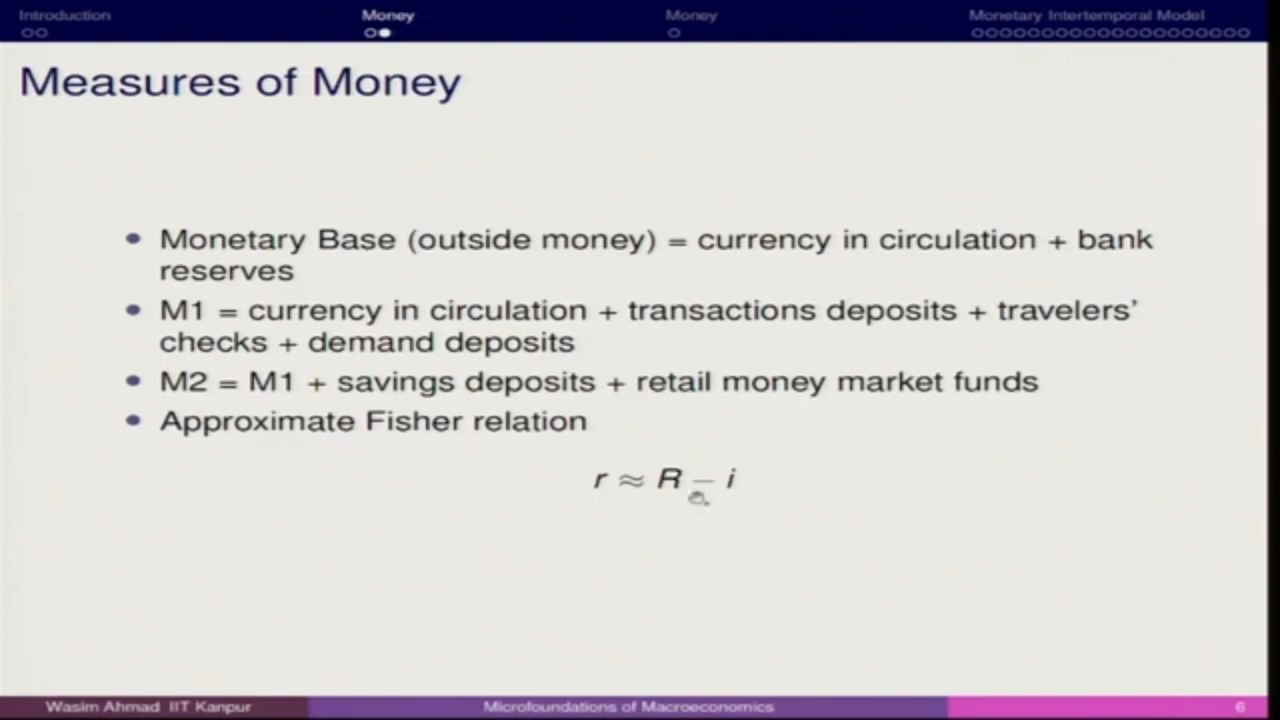 Introduction
Money
Money
Monetary Intertemporal Model
Measures of Money
• Monetary Base (outside money) = currency in circulation + bank
reserves
• M1 = currency in circulation + transactions deposits + travelers'
checks + demand deposits
• M2 = M1 + savings deposits + retail money market funds
• Approximate Fisher relation
r ≈ R − i
Wasim Ahmad IIT Kanpur
Microfoundations of Macroeconomics
6